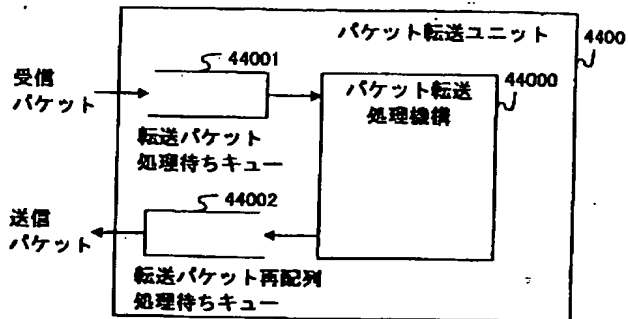 パケット転送ユニット
4400
44001
受信
パケット
44000
パケット転送
処理機構
転送パケット
処理待ちキュー
44002
送信
パケット
転送パケット再配列
処理待ちキュー